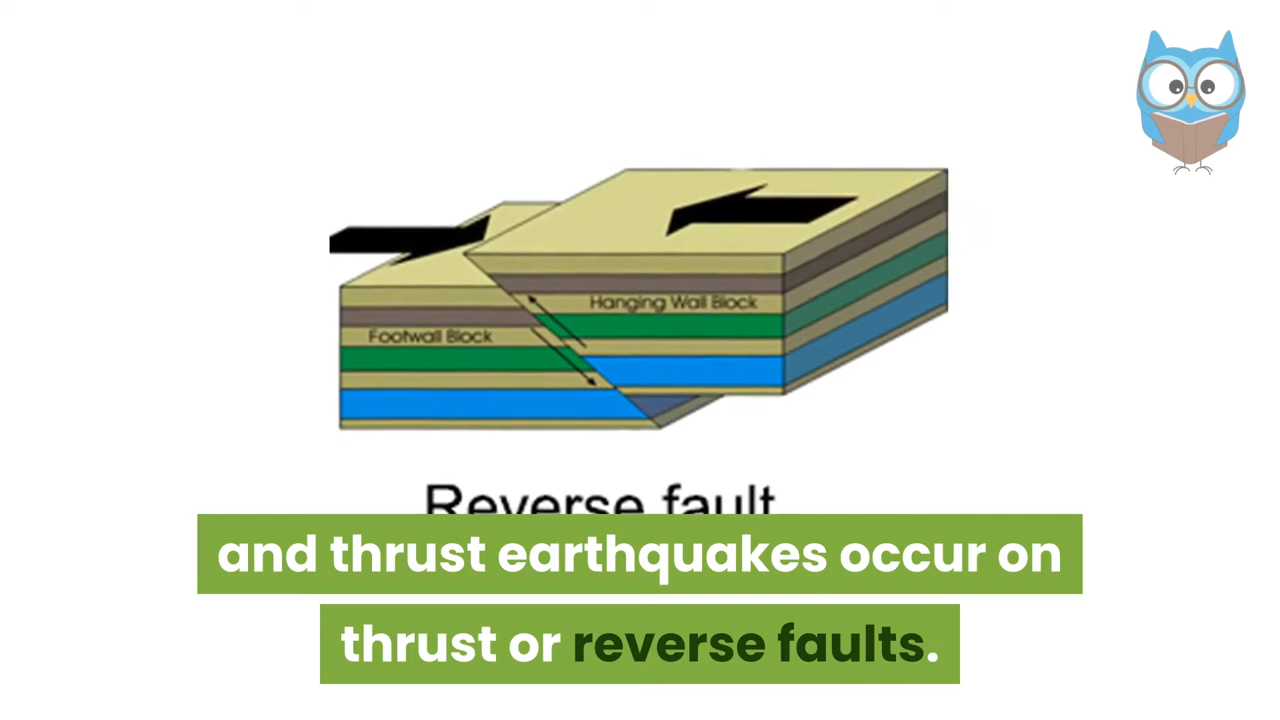 Hanging Wall Block
Footwall Block
Reverse fault
and thrust earthquakes occur on
thrust or reverse faults.